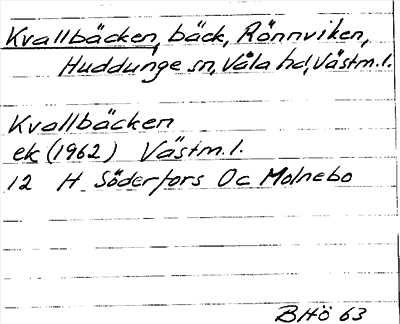 Kvallbäcken, bäck, Rönnviken,
Huddunge sn, Våla hd, Västm. l.
Kvallbäcken
ek (1962) Västm. l.
12 H Söderfors Oc Molnebo
BHÖ 63